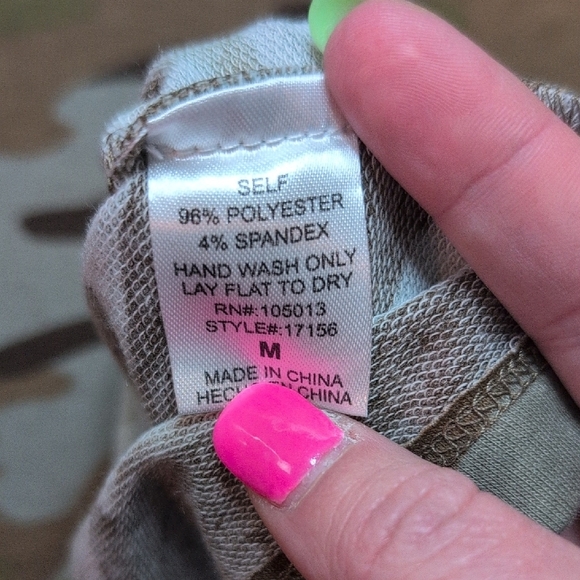 SELF
96% POLYESTER
4% SPANDEX
HAND WASH ONLY
LAY FLAT TO DRY
RN#:105013
STYLE#:17156
M
MADE IN CHINA
CHINA